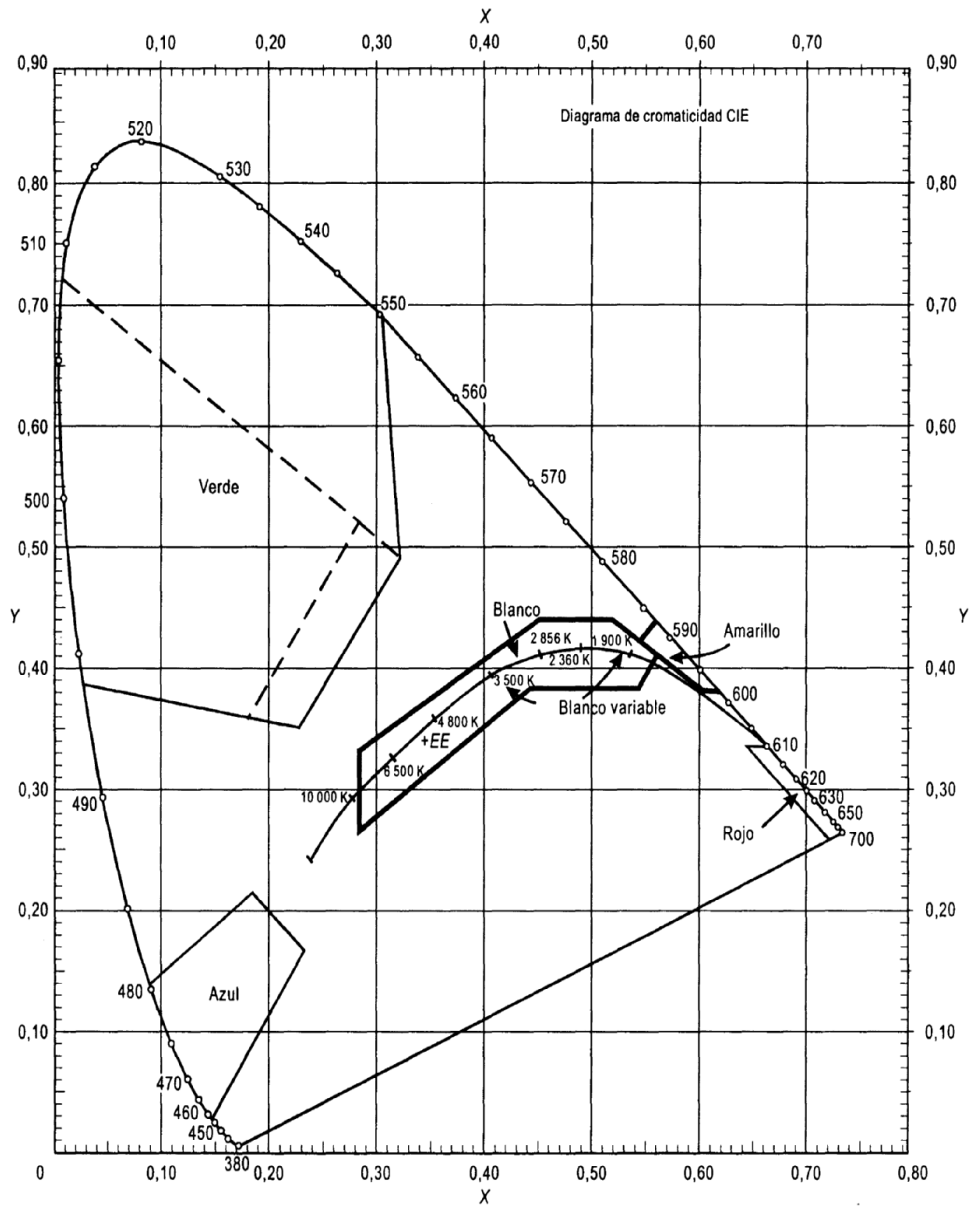 X
0,10 0,20 0,30 0,40 0,50 0,60 0,70
0,90 0,90
Diagrama de cromaticidad CIE
520
530
0,80 0,80
540
510
0,70 550 0,70
560
0,60 0,60
570
Verde
500
0,50 580 0,50
Y Blanco 590 Y
2 856 K 1 900 K Amarillo
0,40 2 360 K 0,40
3 500 K 600
4 800 K Blanco variable
+EE 610
6 500 K 620
0,30 10 000 K 630 0,30
490 650
Rojo 700
0,20 0,20
480 Azul
0,10 0,10
470
460
450
380
0 0,10 0,20 0,30 0,40 0,50 0,60 0,70 0,80
X